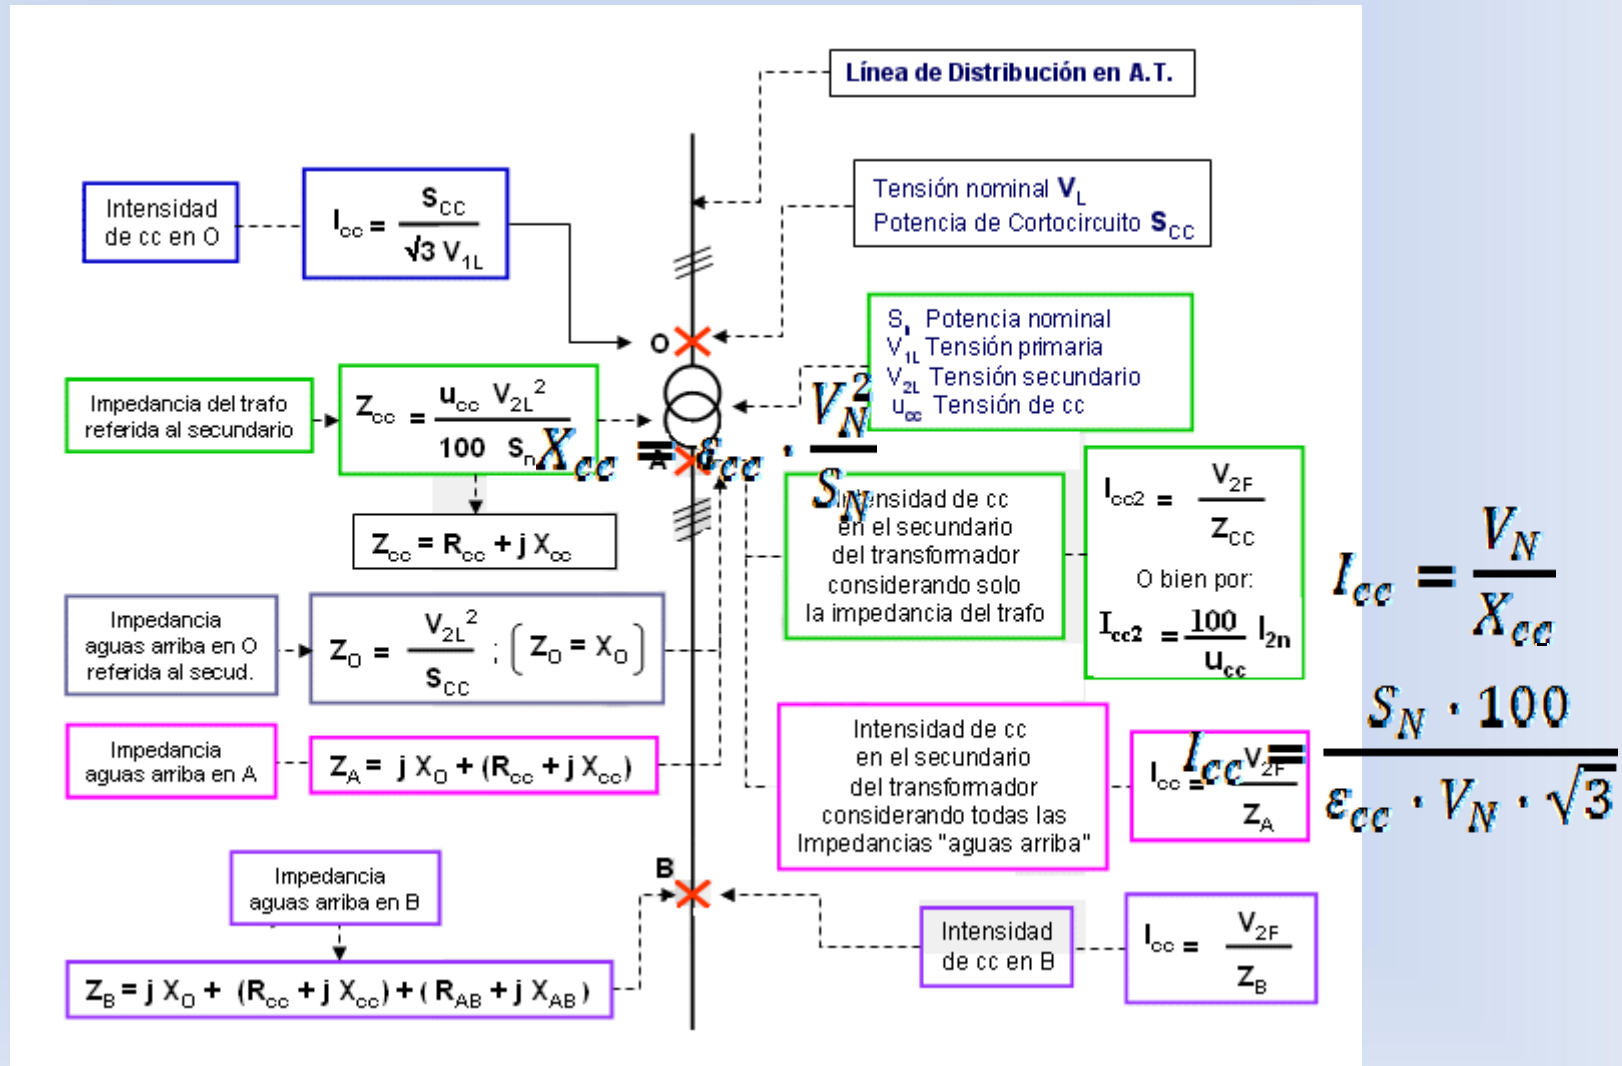 Línea de Distribución en A.T.
Tensión nominal V_L
Potencia de Cortocircuito S_CC
Intensidad
de cc en O
I_cc = S_CC / √3 V_1L
S_n Potencia nominal
V_1L Tensión primaria
V_2L Tensión secundario
u_cc Tensión de cc
O
Impedancia del trafo
referida al secundario
Z_cc = u_cc V_2L² / 100 S_n
X_cc = ε_cc · V_N² / S_N
A
Z_cc = R_cc + j X_cc
Intensidad de cc
en el secundario
del transformador
considerando solo
la impedancia del trafo
I_cc2 = V_2F / Z_CC
O bien por:
I_cc2 = 100 / u_cc I_2n
I_cc = V_N / X_cc
Impedancia
aguas arriba en O
referida al secud.
Z_O = V_2L² / S_CC ; ( Z_O = X_O )
Impedancia
aguas arriba en A
Z_A = j X_O + (R_cc + j X_cc)
Intensidad de cc
en el secundario
del transformador
considerando todas las
Impedancias "aguas arriba"
I_cc = V_2F / Z_A
I_cc = S_N · 100 / ε_cc · V_N · √3
B
Impedancia
aguas arriba en B
Z_B = j X_O + (R_cc + j X_cc) + ( R_AB + j X_AB )
Intensidad
de cc en B
I_cc = V_2F / Z_B